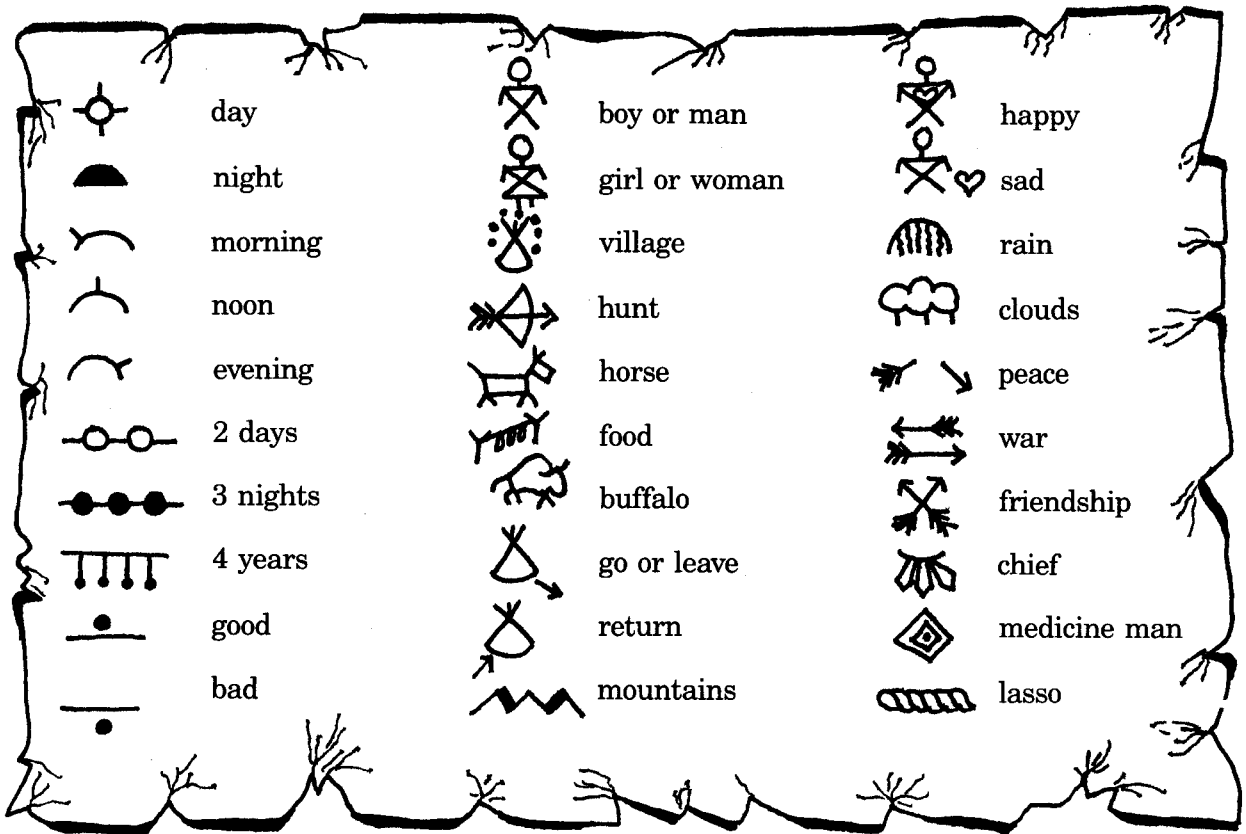 day
night
morning
noon
evening
2 days
3 nights
4 years
good
bad
boy or man
girl or woman
village
hunt
horse
food
buffalo
go or leave
return
mountains
happy
sad
rain
clouds
peace
war
friendship
chief
medicine man
lasso